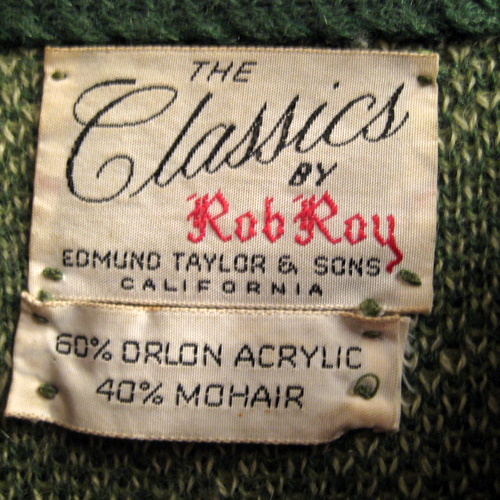 THE
Classics
BY
Rob Roy
EDMUND TAYLOR & SONS
CALIFORNIA
60% ORLON ACRYLIC
40% MOHAIR